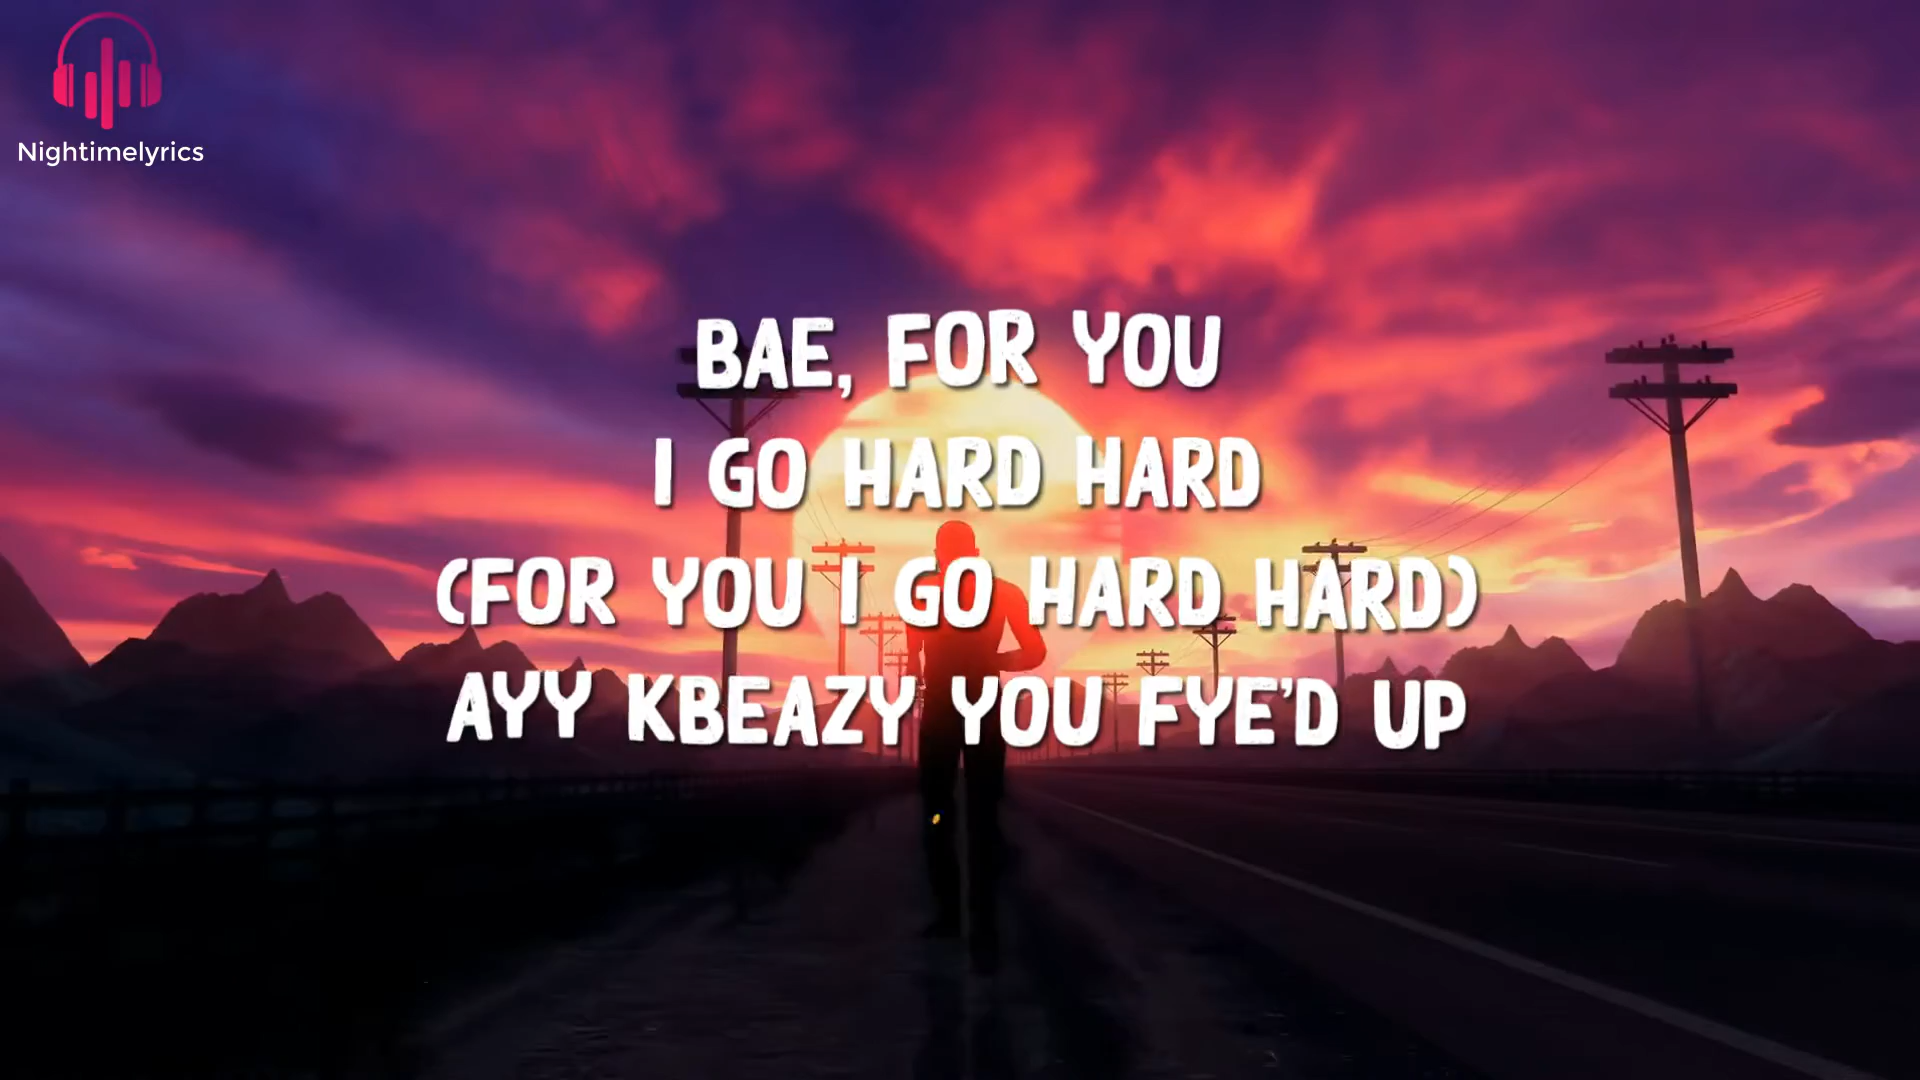 Nightimelyrics
BAE, FOR YOU
I GO HARD HARD
(FOR YOU I GO HARD HARD)
AYY KBEAZY YOU FYE'D UP